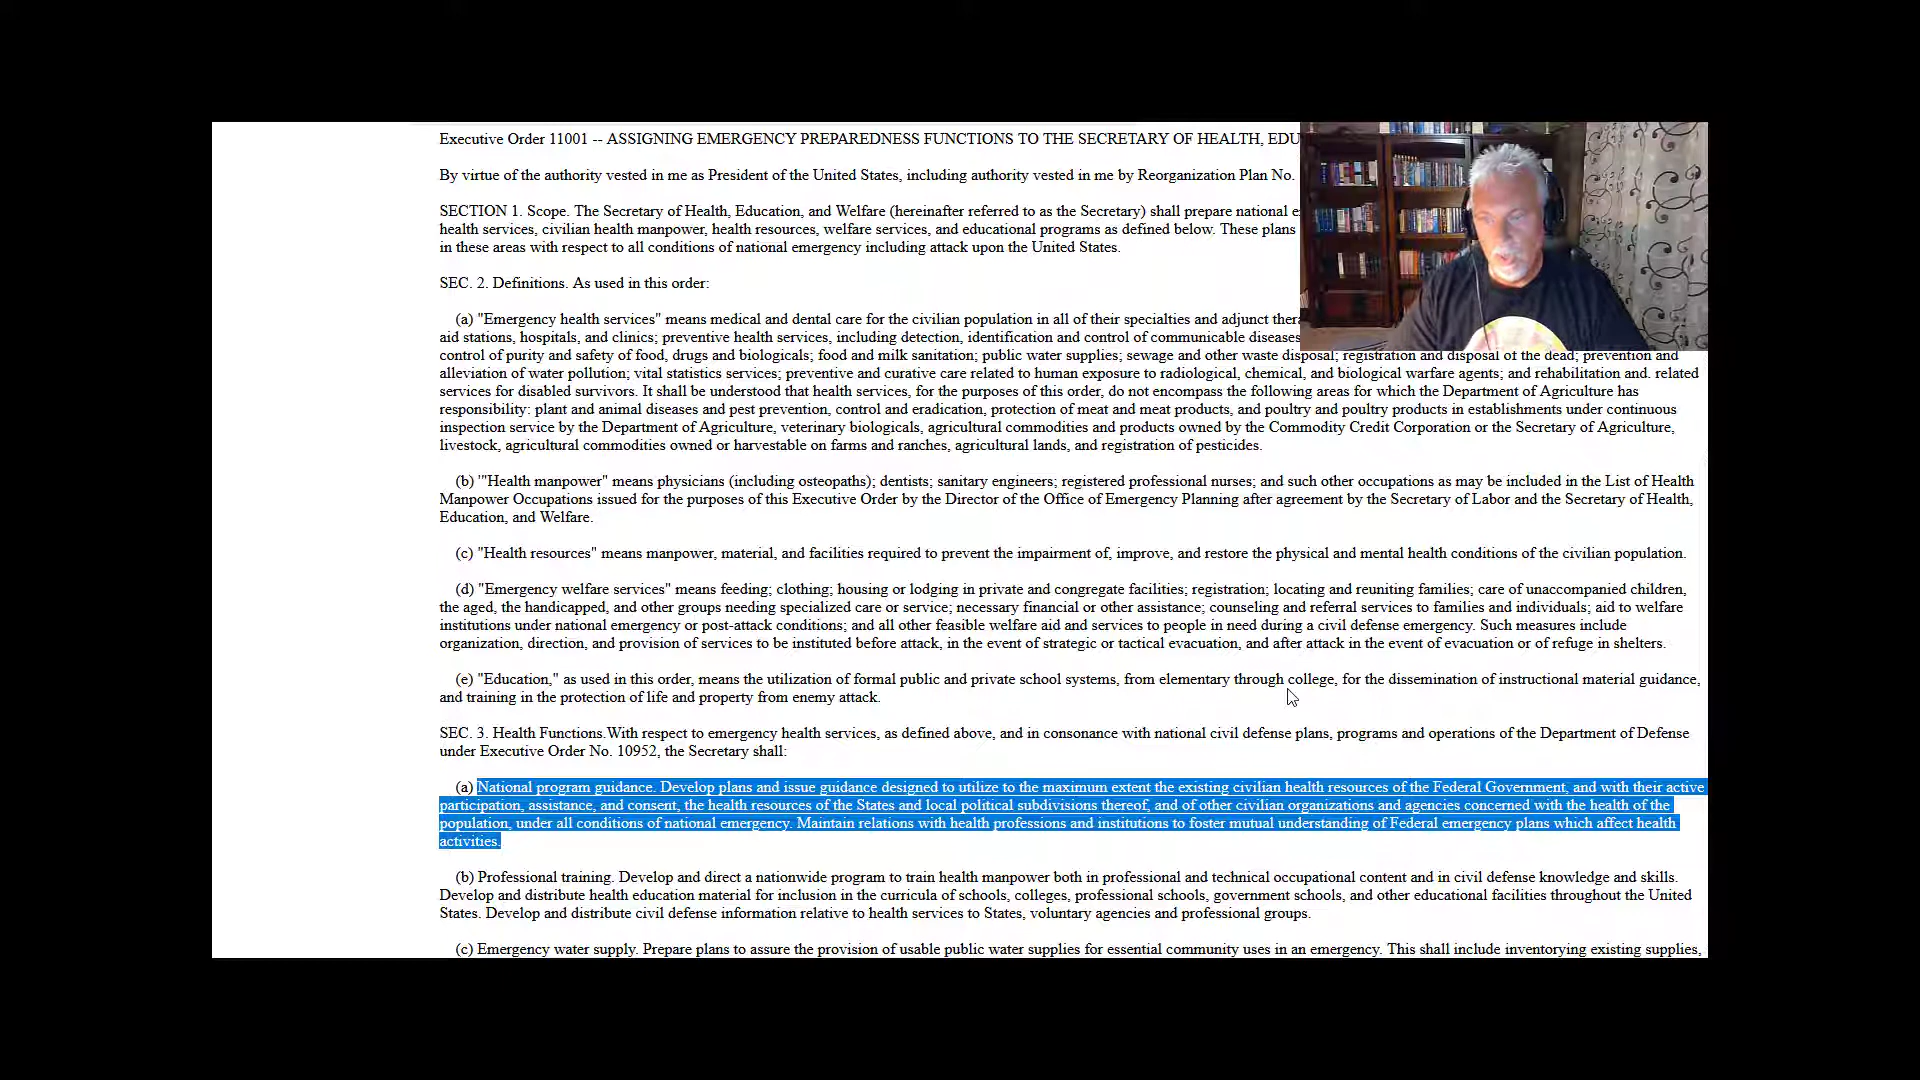 Executive Order 11001 -- ASSIGNING EMERGENCY PREPAREDNESS FUNCTIONS TO THE SECRETARY OF HEALTH, EDU
By virtue of the authority vested in me as President of the United States, including authority vested in me by Reorganization Plan No.
SECTION 1. Scope. The Secretary of Health, Education, and Welfare (hereinafter referred to as the Secretary) shall prepare national e
health services, civilian health manpower, health resources, welfare services, and educational programs as defined below. These plans
in these areas with respect to all conditions of national emergency including attack upon the United States.
SEC. 2. Definitions. As used in this order:
(a) "Emergency health services" means medical and dental care for the civilian population in all of their specialties and adjunct thera
aid stations, hospitals, and clinics; preventive health services, including detection, identification and control of communicable diseases
control of purity and safety of food, drugs and biologicals; food and milk sanitation; public water supplies; sewage and other waste disposal; registration and disposal of the dead; prevention and
alleviation of water pollution; vital statistics services; preventive and curative care related to human exposure to radiological, chemical, and biological warfare agents; and rehabilitation and. related
services for disabled survivors. It shall be understood that health services, for the purposes of this order, do not encompass the following areas for which the Department of Agriculture has
responsibility: plant and animal diseases and pest prevention, control and eradication, protection of meat and meat products, and poultry and poultry products in establishments under continuous
inspection service by the Department of Agriculture, veterinary biologicals, agricultural commodities and products owned by the Commodity Credit Corporation or the Secretary of Agriculture,
livestock, agricultural commodities owned or harvestable on farms and ranches, agricultural lands, and registration of pesticides.
(b) '"Health manpower" means physicians (including osteopaths); dentists; sanitary engineers; registered professional nurses; and such other occupations as may be included in the List of Health
Manpower Occupations issued for the purposes of this Executive Order by the Director of the Office of Emergency Planning after agreement by the Secretary of Labor and the Secretary of Health,
Education, and Welfare.
(c) "Health resources" means manpower, material, and facilities required to prevent the impairment of, improve, and restore the physical and mental health conditions of the civilian population.
(d) "Emergency welfare services" means feeding; clothing; housing or lodging in private and congregate facilities; registration; locating and reuniting families; care of unaccompanied children,
the aged, the handicapped, and other groups needing specialized care or service; necessary financial or other assistance; counseling and referral services to families and individuals; aid to welfare
institutions under national emergency or post-attack conditions; and all other feasible welfare aid and services to people in need during a civil defense emergency. Such measures include
organization, direction, and provision of services to be instituted before attack, in the event of strategic or tactical evacuation, and after attack in the event of evacuation or of refuge in shelters.
(e) "Education," as used in this order, means the utilization of formal public and private school systems, from elementary through college, for the dissemination of instructional material guidance,
and training in the protection of life and property from enemy attack.
SEC. 3. Health Functions.With respect to emergency health services, as defined above, and in consonance with national civil defense plans, programs and operations of the Department of Defense
under Executive Order No. 10952, the Secretary shall:
(a) National program guidance. Develop plans and issue guidance designed to utilize to the maximum extent the existing civilian health resources of the Federal Government, and with their active
participation, assistance, and consent, the health resources of the States and local political subdivisions thereof, and of other civilian organizations and agencies concerned with the health of the
population, under all conditions of national emergency. Maintain relations with health professions and institutions to foster mutual understanding of Federal emergency plans which affect health
activities.
(b) Professional training. Develop and direct a nationwide program to train health manpower both in professional and technical occupational content and in civil defense knowledge and skills.
Develop and distribute health education material for inclusion in the curricula of schools, colleges, professional schools, government schools, and other educational facilities throughout the United
States. Develop and distribute civil defense information relative to health services to States, voluntary agencies and professional groups.
(c) Emergency water supply. Prepare plans to assure the provision of usable public water supplies for essential community uses in an emergency. This shall include inventorying existing supplies,